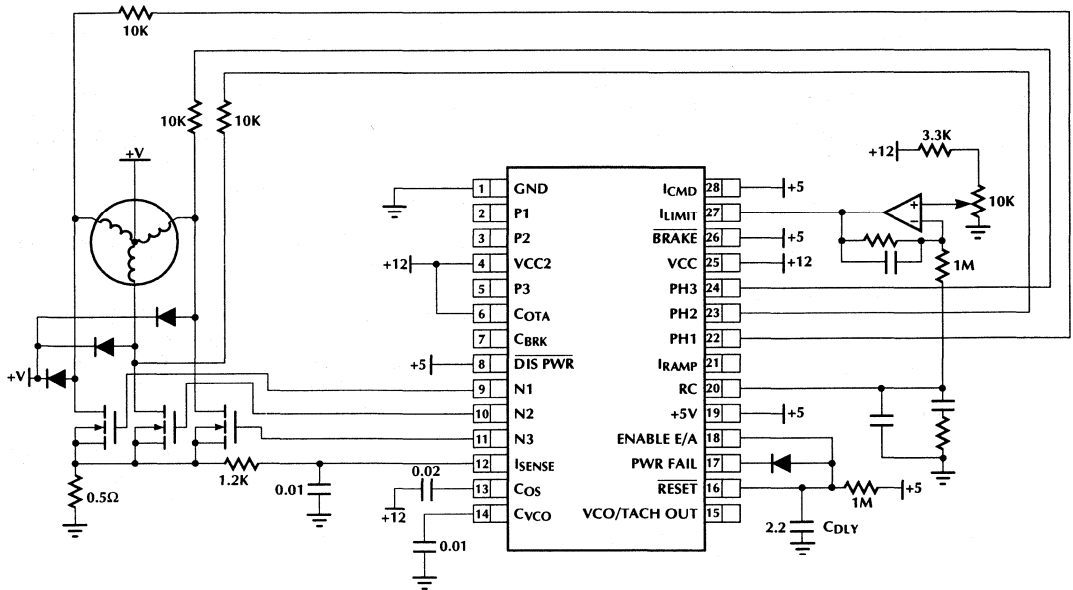 10K
10K
10K
+V
+V
0.5Ω
1.2K
0.01
0.02
+12
0.01
+12
+5
1 GND
2 P1
3 P2
4 VCC2
5 P3
6 COTA
7 CBRK
8 DIS PWR
9 N1
10 N2
11 N3
12 ISENSE
13 COS
14 CVCO
ICMD 28
ILIMIT 27
BRAKE 26
VCC 25
PH3 24
PH2 23
PH1 22
IRAMP 21
RC 20
+5V 19
ENABLE E/A 18
PWR FAIL 17
RESET 16
VCO/TACH OUT 15
+5
+5
+12
+5
+12
3.3K
10K
+
−
1M
1M
+5
2.2
CDLY